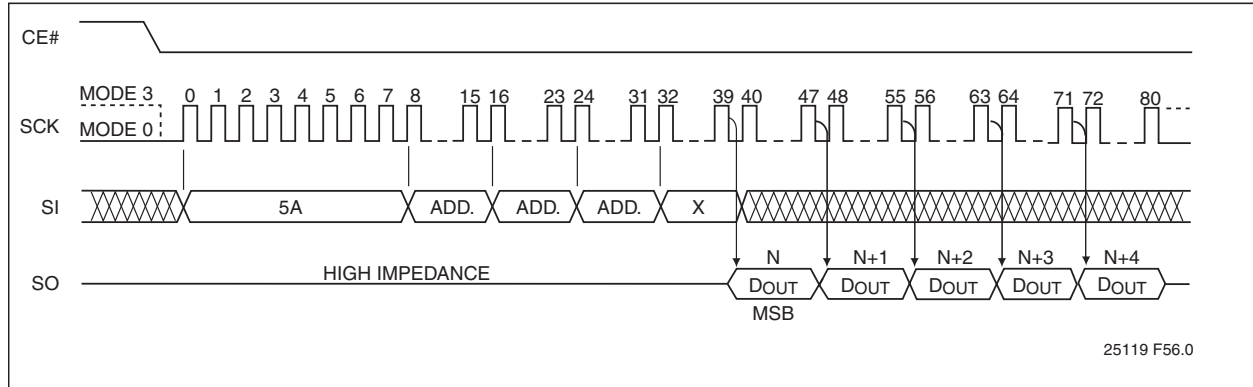 CE#
MODE 3
0 1 2 3 4 5 6 7 8 15 16 23 24 31 32 39 40 47 48 55 56 63 64 71 72 80
SCK
MODE 0
SI
5A ADD. ADD. ADD. X
N N+1 N+2 N+3 N+4
HIGH IMPEDANCE
SO
DOUT DOUT DOUT DOUT DOUT
MSB
25119 F56.0